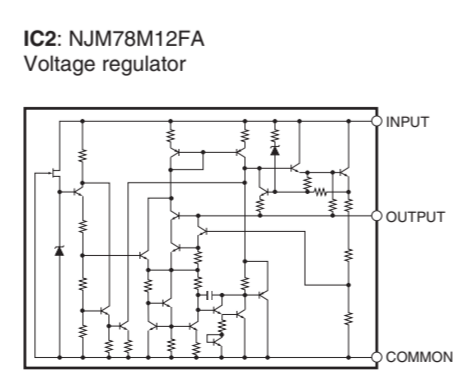 IC2: NJM78M12FA
Voltage regulator
INPUT
OUTPUT
COMMON